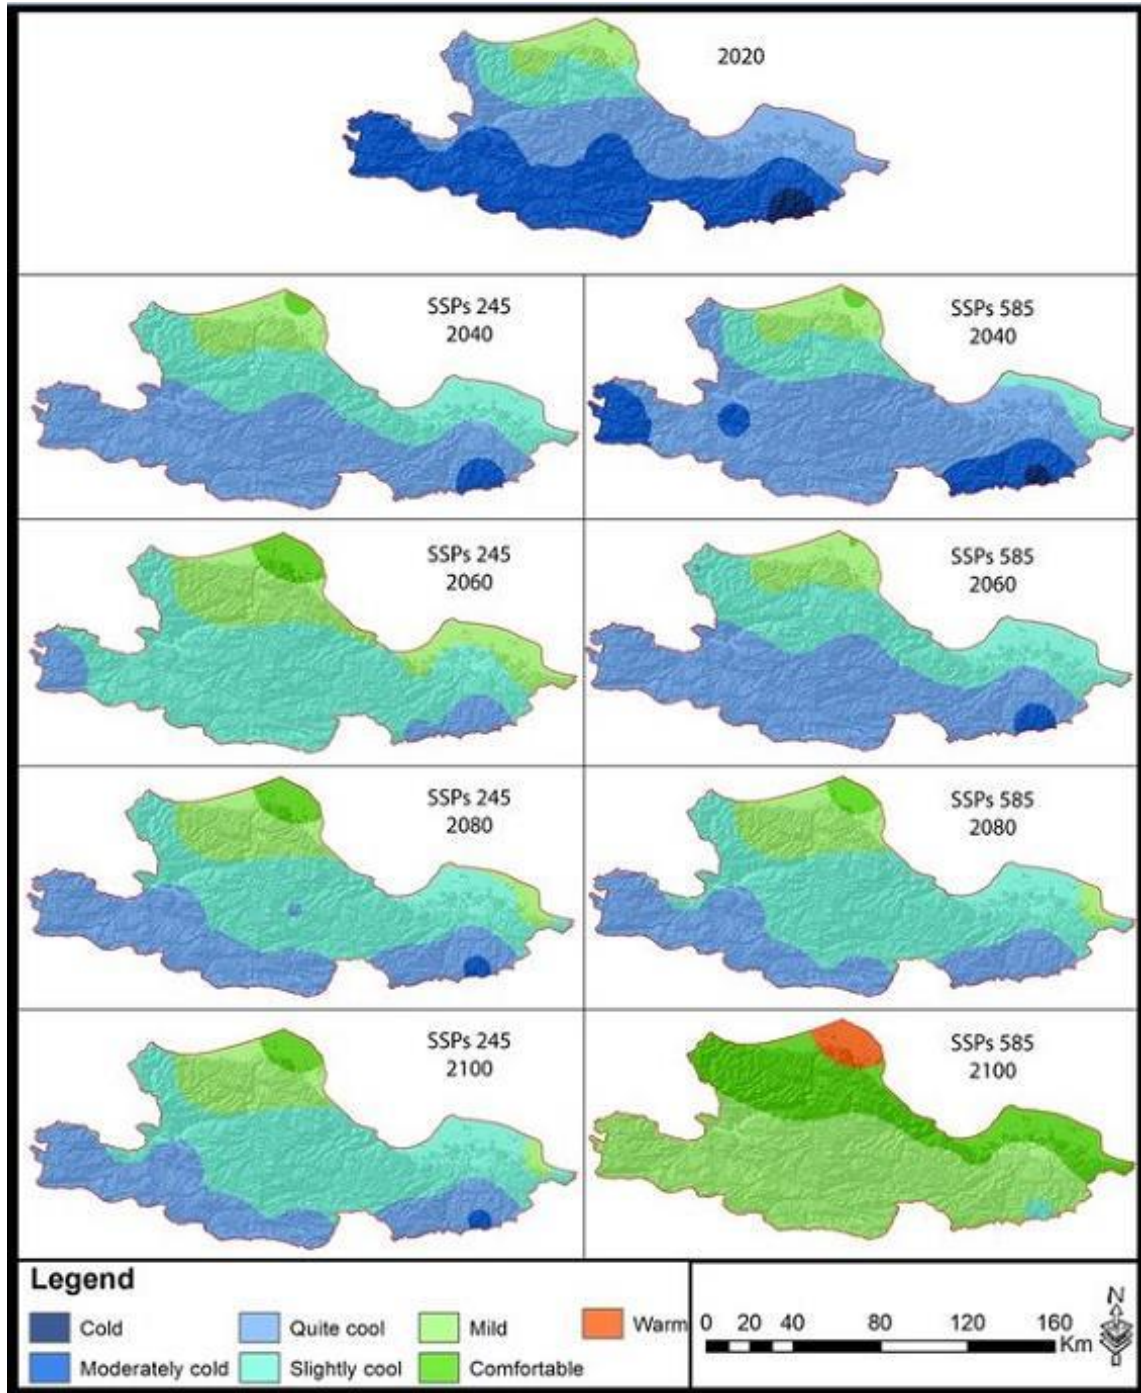 2020
SSPs 245
2040
SSPs 585
2040
SSPs 245
2060
SSPs 585
2060
SSPs 245
2080
SSPs 585
2080
SSPs 245
2100
SSPs 585
2100
Legend
Cold
Quite cool
Mild
Warm
Moderately cold
Slightly cool
Comfortable
0 20 40 80 120 160
Km
N